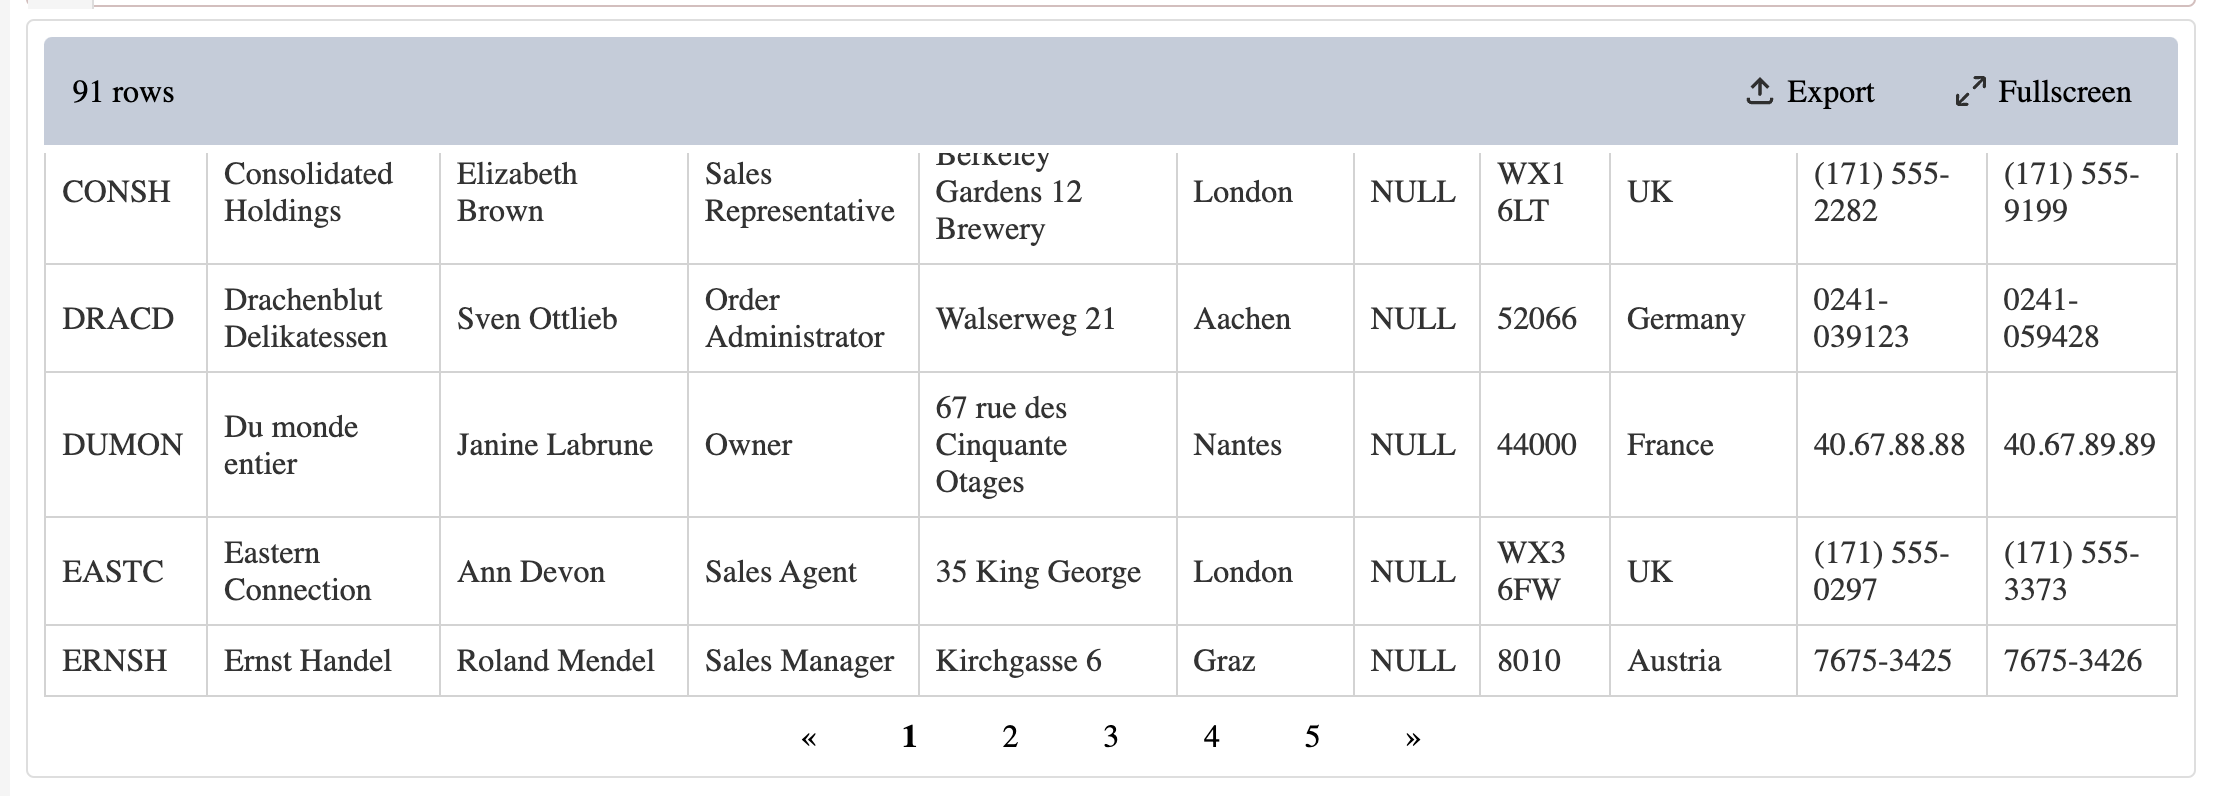 91 rows
Export
Fullscreen
CONSH
Consolidated
Holdings
Elizabeth
Brown
Sales
Representative
Berkeley
Gardens 12
Brewery
London
NULL
WX1
6LT
UK
(171) 555-
2282
(171) 555-
9199
DRACD
Drachenblut
Delikatessen
Sven Ottlieb
Order
Administrator
Walserweg 21
Aachen
NULL
52066
Germany
0241-
039123
0241-
059428
DUMON
Du monde
entier
Janine Labrune
Owner
67 rue des
Cinquante
Otages
Nantes
NULL
44000
France
40.67.88.88
40.67.89.89
EASTC
Eastern
Connection
Ann Devon
Sales Agent
35 King George
London
NULL
WX3
6FW
UK
(171) 555-
0297
(171) 555-
3373
ERNSH
Ernst Handel
Roland Mendel
Sales Manager
Kirchgasse 6
Graz
NULL
8010
Austria
7675-3425
7675-3426
« 1 2 3 4 5 »